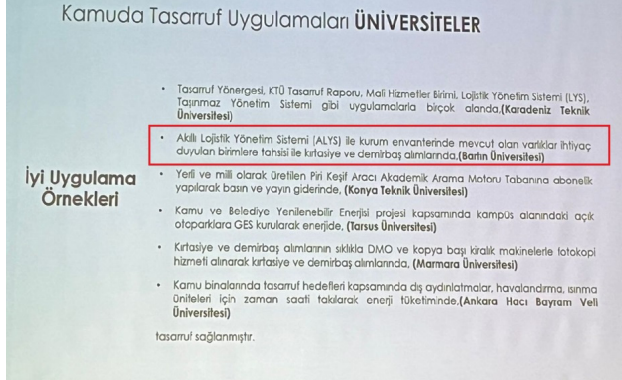 Kamuda Tasarruf Uygulamaları ÜNİVERSİTELER
İyi Uygulama
Örnekleri
• Tasarruf Yönergesi, KTÜ Tasarruf Raporu, Mali Hizmetler Birimi, Lojistik Yönetim Sistemi (LYS),
Taşınmaz Yönetim Sistemi gibi uygulamalarla birçok alanda,(Karadeniz Teknik
Üniversitesi)
• Akıllı Lojistik Yönetim Sistemi (ALYS) ile kurum envanterinde mevcut olan varlıklar ihtiyaç
duyulan birimlere tahsisi ile kırtasiye ve demirbaş alımlarında,(Bartın Üniversitesi)
• Yerli ve milli olarak üretilen Piri Keşif Aracı Akademik Arama Motoru Tabanına abonelik
yapılarak basın ve yayın giderinde, (Konya Teknik Üniversitesi)
• Kamu ve Belediye Yenilenebilir Enerjisi projesi kapsamında kampüs alanındaki açık
otoparklara GES kurularak enerjide, (Tarsus Üniversitesi)
• Kırtasiye ve demirbaş alımlarının sıklıkla DMO ve kopya başı kiralık makinelerle fotokopi
hizmeti alınarak kırtasiye ve demirbaş alımlarında, (Marmara Üniversitesi)
• Kamu binalarında tasarruf hedefleri kapsamında dış aydınlatmalar, havalandırma, ısınma
üniteleri için zaman saati takılarak enerji tüketiminde,(Ankara Hacı Bayram Veli
Üniversitesi)
tasarruf sağlanmıştır.